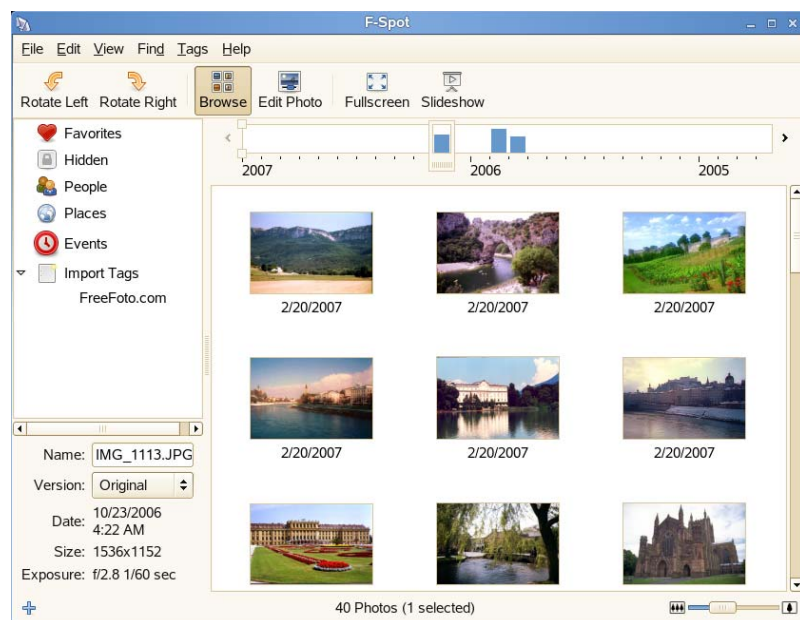 F-Spot
File Edit View Find Tags Help
Rotate Left Rotate Right Browse Edit Photo Fullscreen Slideshow
Favorites
Hidden
People
Places
Events
Import Tags
FreeFoto.com
2007 2006 2005
2/20/2007 2/20/2007 2/20/2007
2/20/2007 2/20/2007 2/20/2007
Name: IMG_1113.JPG
Version: Original
Date: 10/23/2006
4:22 AM
Size: 1536x1152
Exposure: f/2.8 1/60 sec
40 Photos (1 selected)